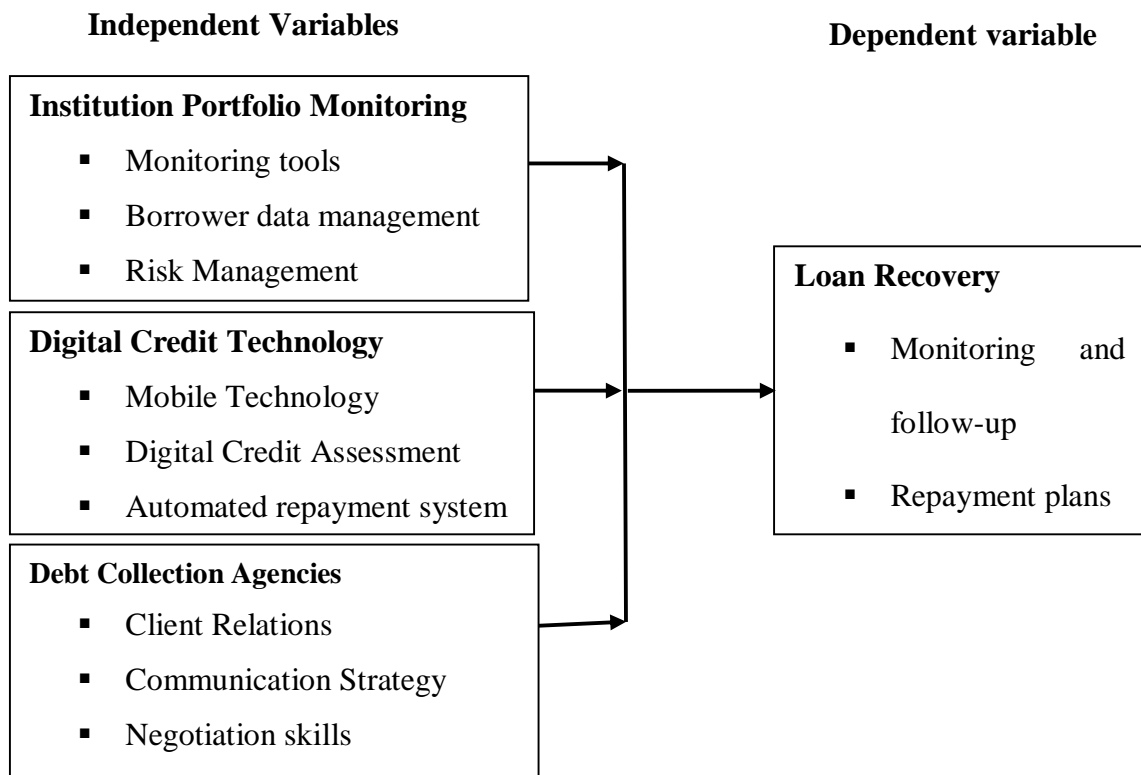 Independent Variables
Dependent variable
Institution Portfolio Monitoring
▪ Monitoring tools
▪ Borrower data management
▪ Risk Management
Digital Credit Technology
▪ Mobile Technology
▪ Digital Credit Assessment
▪ Automated repayment system
Debt Collection Agencies
▪ Client Relations
▪ Communication Strategy
▪ Negotiation skills
Loan Recovery
▪ Monitoring and
follow-up
▪ Repayment plans